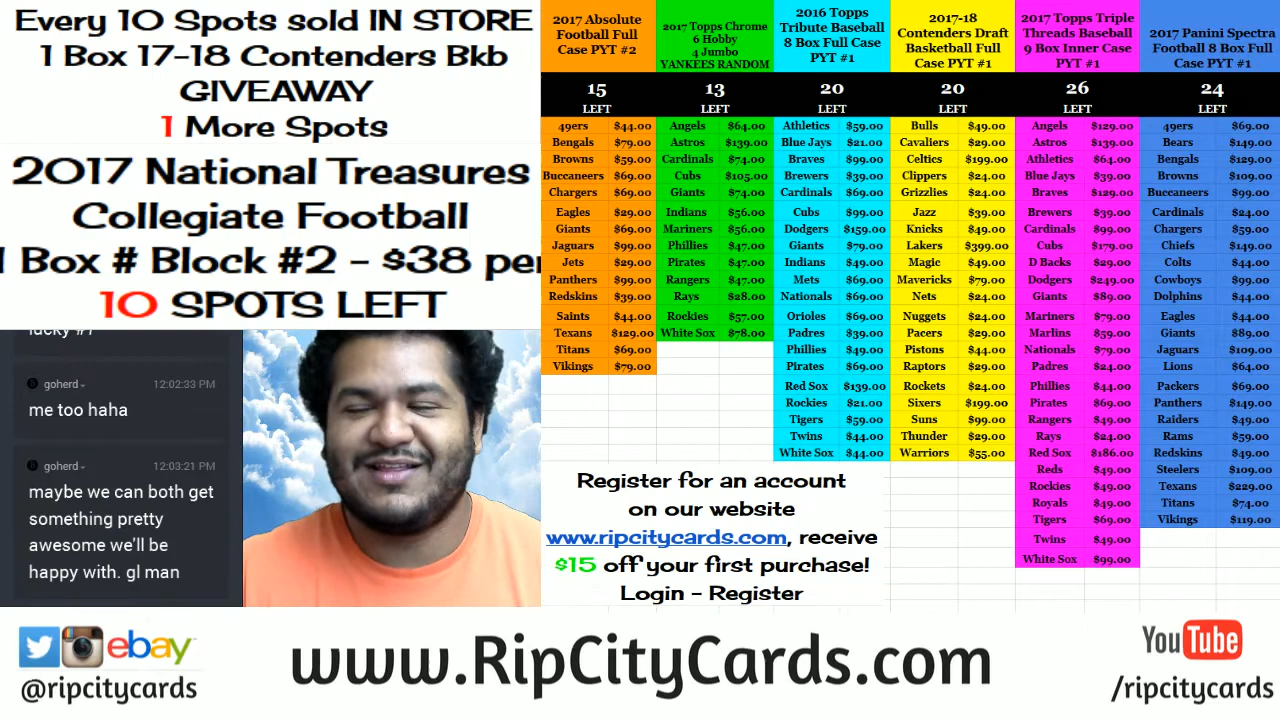 Every 10 Spots sold IN STORE
1 Box 17-18 Contenders Bkb
GIVEAWAY
1 More Spots
2017 National Treasures
Collegiate Football
1 Box # Block #2 - $38 per
10 SPOTS LEFT
lucky #7
goherd
12:02:33 PM
me too haha
goherd
12:03:21 PM
maybe we can both get
something pretty
awesome we'll be
happy with. gl man
2017 Absolute
Football Full
Case PYT #2
15
LEFT
49ers $44.00
Bengals $79.00
Browns $59.00
Buccaneers $69.00
Chargers $69.00
Eagles $29.00
Giants $69.00
Jaguars $99.00
Jets $29.00
Panthers $99.00
Redskins $39.00
Saints $44.00
Texans $129.00
Titans $69.00
Vikings $79.00
2017 Topps Chrome
6 Hobby
4 Jumbo
YANKEES RANDOM
13
LEFT
Angels $64.00
Astros $139.00
Cardinals $74.00
Cubs $105.00
Giants $74.00
Indians $56.00
Mariners $56.00
Phillies $47.00
Pirates $47.00
Rangers $47.00
Rays $28.00
Rockies $57.00
White Sox $78.00
2016 Topps
Tribute Baseball
8 Box Full Case
PYT #1
20
LEFT
Athletics $59.00
Blue Jays $21.00
Braves $99.00
Brewers $39.00
Cardinals $69.00
Cubs $99.00
Dodgers $159.00
Giants $79.00
Indians $49.00
Mets $69.00
Nationals $69.00
Orioles $69.00
Padres $39.00
Phillies $49.00
Pirates $69.00
Red Sox $139.00
Rockies $21.00
Tigers $59.00
Twins $44.00
White Sox $44.00
2017-18
Contenders Draft
Basketball Full
Case PYT #1
20
LEFT
Bulls $49.00
Cavaliers $29.00
Celtics $199.00
Clippers $24.00
Grizzlies $24.00
Jazz $39.00
Knicks $49.00
Lakers $399.00
Magic $49.00
Mavericks $79.00
Nets $24.00
Nuggets $24.00
Pacers $29.00
Pistons $44.00
Raptors $29.00
Rockets $24.00
Sixers $199.00
Suns $99.00
Thunder $29.00
Warriors $55.00
2017 Topps Triple
Threads Baseball
9 Box Inner Case
PYT #1
26
LEFT
Angels $129.00
Astros $139.00
Athletics $64.00
Blue Jays $39.00
Braves $129.00
Brewers $39.00
Cardinals $99.00
Cubs $179.00
D Backs $29.00
Dodgers $249.00
Giants $89.00
Mariners $79.00
Marlins $59.00
Nationals $79.00
Padres $24.00
Phillies $44.00
Pirates $69.00
Rangers $49.00
Rays $24.00
Red Sox $186.00
Reds $49.00
Rockies $49.00
Royals $49.00
Tigers $69.00
Twins $49.00
White Sox $99.00
2017 Panini Spectra
Football 8 Box Full
Case PYT #1
24
LEFT
49ers $69.00
Bears $149.00
Bengals $129.00
Browns $109.00
Buccaneers $99.00
Cardinals $24.00
Chargers $59.00
Chiefs $149.00
Colts $44.00
Cowboys $99.00
Dolphins $44.00
Eagles $44.00
Giants $89.00
Jaguars $109.00
Lions $64.00
Packers $69.00
Panthers $149.00
Raiders $49.00
Rams $59.00
Redskins $49.00
Steelers $109.00
Texans $229.00
Titans $74.00
Vikings $119.00
Register for an account
on our website
www.ripcitycards.com, receive
$15 off your first purchase!
Login - Register
ebay
@ripcitycards
www.RipCityCards.com
YouTube
/ripcitycards